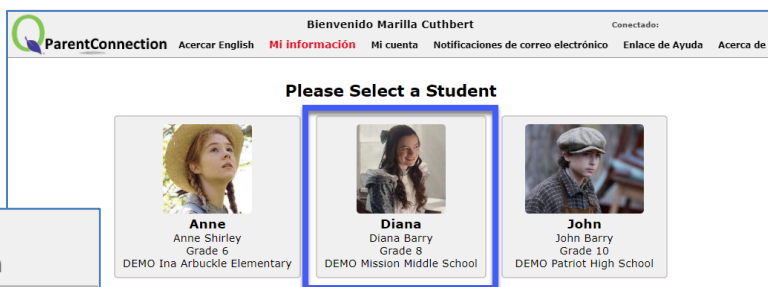 Bienvenido Marilla Cuthbert
Conectado:
ParentConnection Acercar English Mi información Mi cuenta Notificaciones de correo electrónico Enlace de Ayuda Acerca de
Please Select a Student
Anne
Anne Shirley
Grade 6
DEMO Ina Arbuckle Elementary
Diana
Diana Barry
Grade 8
DEMO Mission Middle School
John
John Barry
Grade 10
DEMO Patriot High School